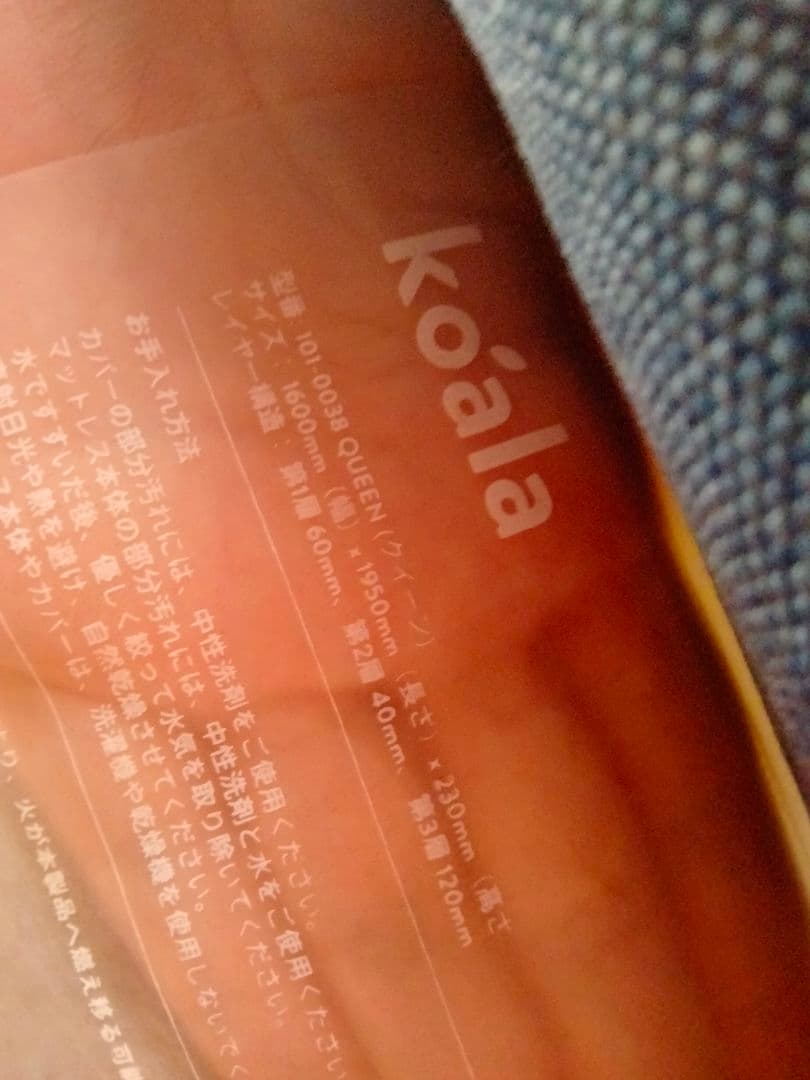 koala
型番: 101-0038 QUEEN (クイーン)
サイズ: 1600mm (幅) x 1950mm (長さ) x 230mm (高さ
レイヤー構造: 第1層 60mm、第2層 40mm、第3層 120mm
お手入れ方法
カバーの部分汚れには、中性洗剤をご使用ください。
マットレス本体の部分汚れには、中性洗剤と水をご使用ください
水ですすいだ後、優しく絞って水気を取り除いてください。
射日光や熱を避け、自然乾燥させてください。
ス本体やカバーは、洗濯機や乾燥機を使用しないでく
り、火が本製品へ燃え移る可能